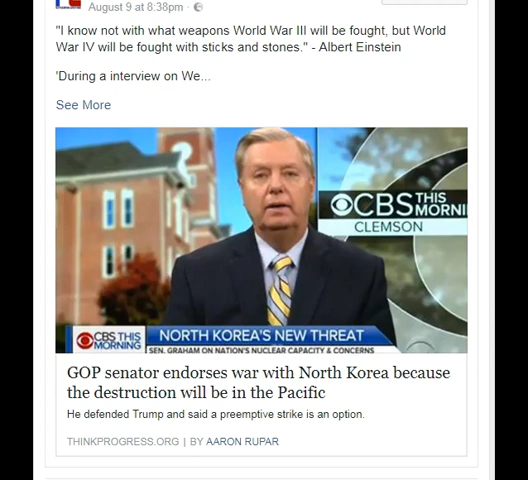 August 9 at 8:38pm ·
"I know not with what weapons World War III will be fought, but World
War IV will be fought with sticks and stones." - Albert Einstein
'During a interview on We...
See More
CBS THIS
MORNI
CLEMSON
CBS THIS
MORNING
NORTH KOREA'S NEW THREAT
SEN. GRAHAM ON NATION'S NUCLEAR CAPACITY & CONCERNS
GOP senator endorses war with North Korea because
the destruction will be in the Pacific
He defended Trump and said a preemptive strike is an option.
THINKPROGRESS.ORG | BY AARON RUPAR